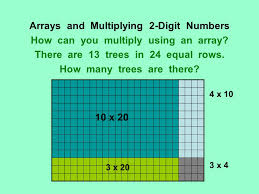 Arrays and Multiplying 2-Digit Numbers
How can you multiply using an array?
There are 13 trees in 24 equal rows.
How many trees are there?
4 x 10
10 x 20
3 x 20
3 x 4